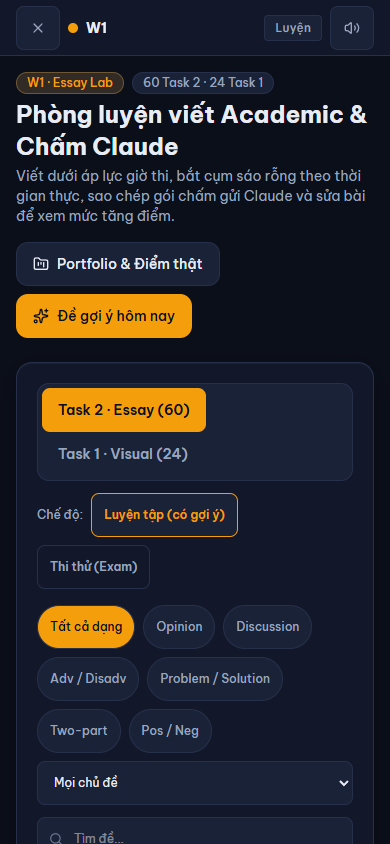 W1
Luyện
W1 · Essay Lab
60 Task 2 · 24 Task 1
Phòng luyện viết Academic &
Chấm Claude
Viết dưới áp lực giờ thi, bắt cụm sáo rỗng theo thời
gian thực, sao chép gói chấm gửi Claude và sửa bài
để xem mức tăng điểm.
Portfolio & Điểm thật
Đề gợi ý hôm nay
Task 2 · Essay (60)
Task 1 · Visual (24)
Chế độ:
Luyện tập (có gợi ý)
Thi thử (Exam)
Tất cả dạng
Opinion
Discussion
Adv / Disadv
Problem / Solution
Two-part
Pos / Neg
Mọi chủ đề
Tìm đề...